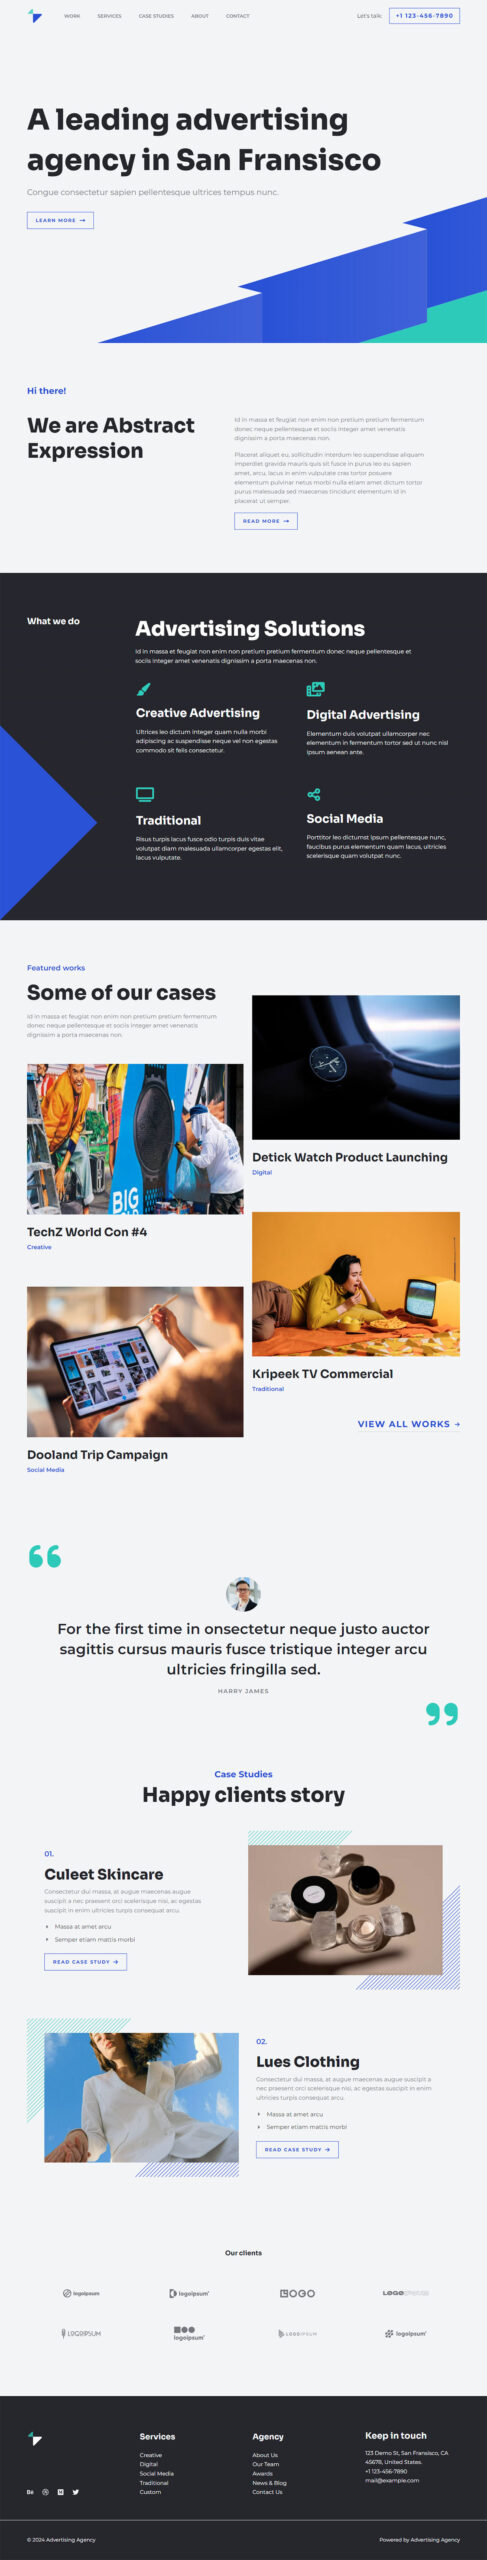 WORK SERVICES CASE STUDIES ABOUT CONTACT Let's talk: +1 123-456-7890
A leading advertising
agency in San Fransisco
Congue consectetur sapien pellentesque ultrices tempus nunc.
LEARN MORE
Hi there!
We are Abstract
Expression
Id in massa et feugiat non enim non pretium pretium fermentum
donec neque pellentesque et sociis integer amet venenatis
dignissim a porta maecenas non.
Placerat aliquet eu, sollicitudin interdum leo suspendisse aliquam
imperdiet gravida mauris quis sit fusce in purus leo eu sapien
amet, arcu, lacus in enim vulputate cras tortor posuere
elementum pulvinar netus morbi nulla etiam amet dictum tortor
purus malesuada sed maecenas tincidunt elementum id in
placerat ut semper.
READ MORE
What we do
Advertising Solutions
Id in massa et feugiat non enim non pretium pretium fermentum donec neque pellentesque et
sociis integer amet venenatis dignissim a porta maecenas non.
Creative Advertising
Ultrices leo dictum integer quam nulla morbi
adipiscing ac suspendisse neque vel non egestas
commodo sit felis consectetur.
Digital Advertising
Elementum duis volutpat ullamcorper nec
elementum in fermentum tortor sed ut nunc nisl
ipsum aenean ante.
Traditional
Risus turpis lacus fusce odio turpis duis vitae
volutpat diam malesuada ullamcorper egestas elit,
lacus vulputate.
Social Media
Porttitor leo dictumst ipsum pellentesque nunc,
faucibus purus elementum quam lacus, ultricies
scelerisque quam volutpat nunc.
Featured works
Some of our cases
Id in massa et feugiat non enim non pretium pretium fermentum
donec neque pellentesque et sociis integer amet venenatis
dignissim a porta maecenas non.
BIG
TechZ World Con #4
Creative
Detick Watch Product Launching
Digital
Dooland Trip Campaign
Social Media
Kripeek TV Commercial
Traditional
VIEW ALL WORKS
For the first time in onsectetur neque justo auctor
sagittis cursus mauris fusce tristique integer arcu
ultricies fringilla sed.
HARRY JAMES
Case Studies
Happy clients story
01.
Culeet Skincare
Consectetur dui massa, at augue maecenas augue
suscipit a nec praesent orci scelerisque nisi, ac egestas
suscipit in enim ultricies turpis consequat arcu.
Massa at amet arcu
Semper etiam mattis morbi
READ CASE STUDY
02.
Lues Clothing
Consectetur dui massa, at augue maecenas augue suscipit a
nec praesent orci scelerisque nisi, ac egestas suscipit in enim
ultricies turpis consequat arcu.
Massa at amet arcu
Semper etiam mattis morbi
READ CASE STUDY
Our clients
logoipsum logoipsum LOGO LOGOIPSUM
LOGOIPSUM logoipsum LOGOIPSUM logoipsum
Services
Creative
Digital
Social Media
Traditional
Custom
Agency
About Us
Our Team
Awards
News & Blog
Contact Us
Keep in touch
123 Demo St, San Fransisco, CA
45678, United States.
+1 123-456-7890
mail@example.com
© 2024 Advertising Agency
Powered by Advertising Agency